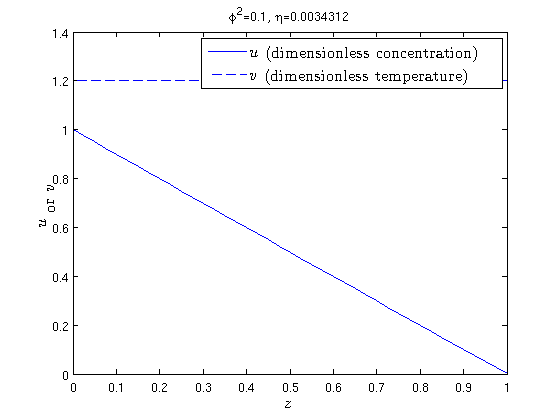 ϕ²=0.1, η=0.0034312
u (dimensionless concentration)
v (dimensionless temperature)
1.4
1.2
1
0.8
0.6
0.4
0.2
0
u or v
0 0.1 0.2 0.3 0.4 0.5 0.6 0.7 0.8 0.9 1
z